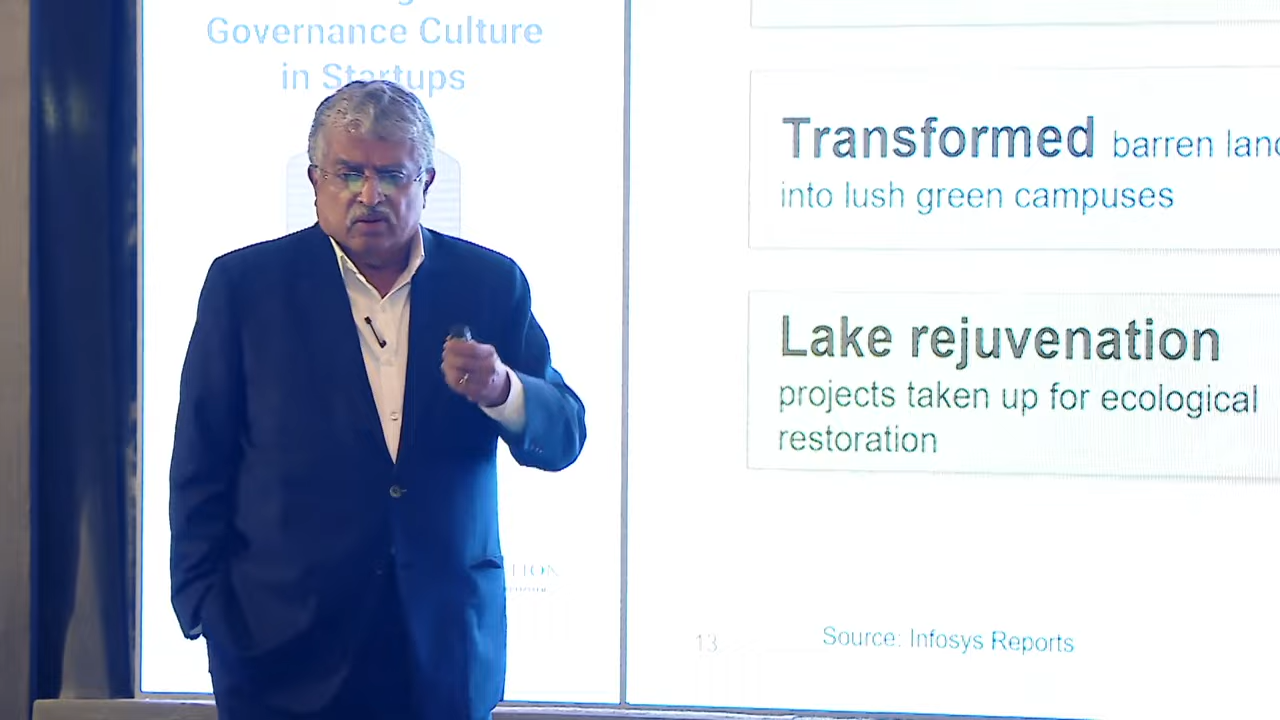 Governance Culture
in Startups
Transformed barren
into lush green campuses
Lake rejuvenation
projects taken up for ecological
restoration
13
Source: Infosys Reports